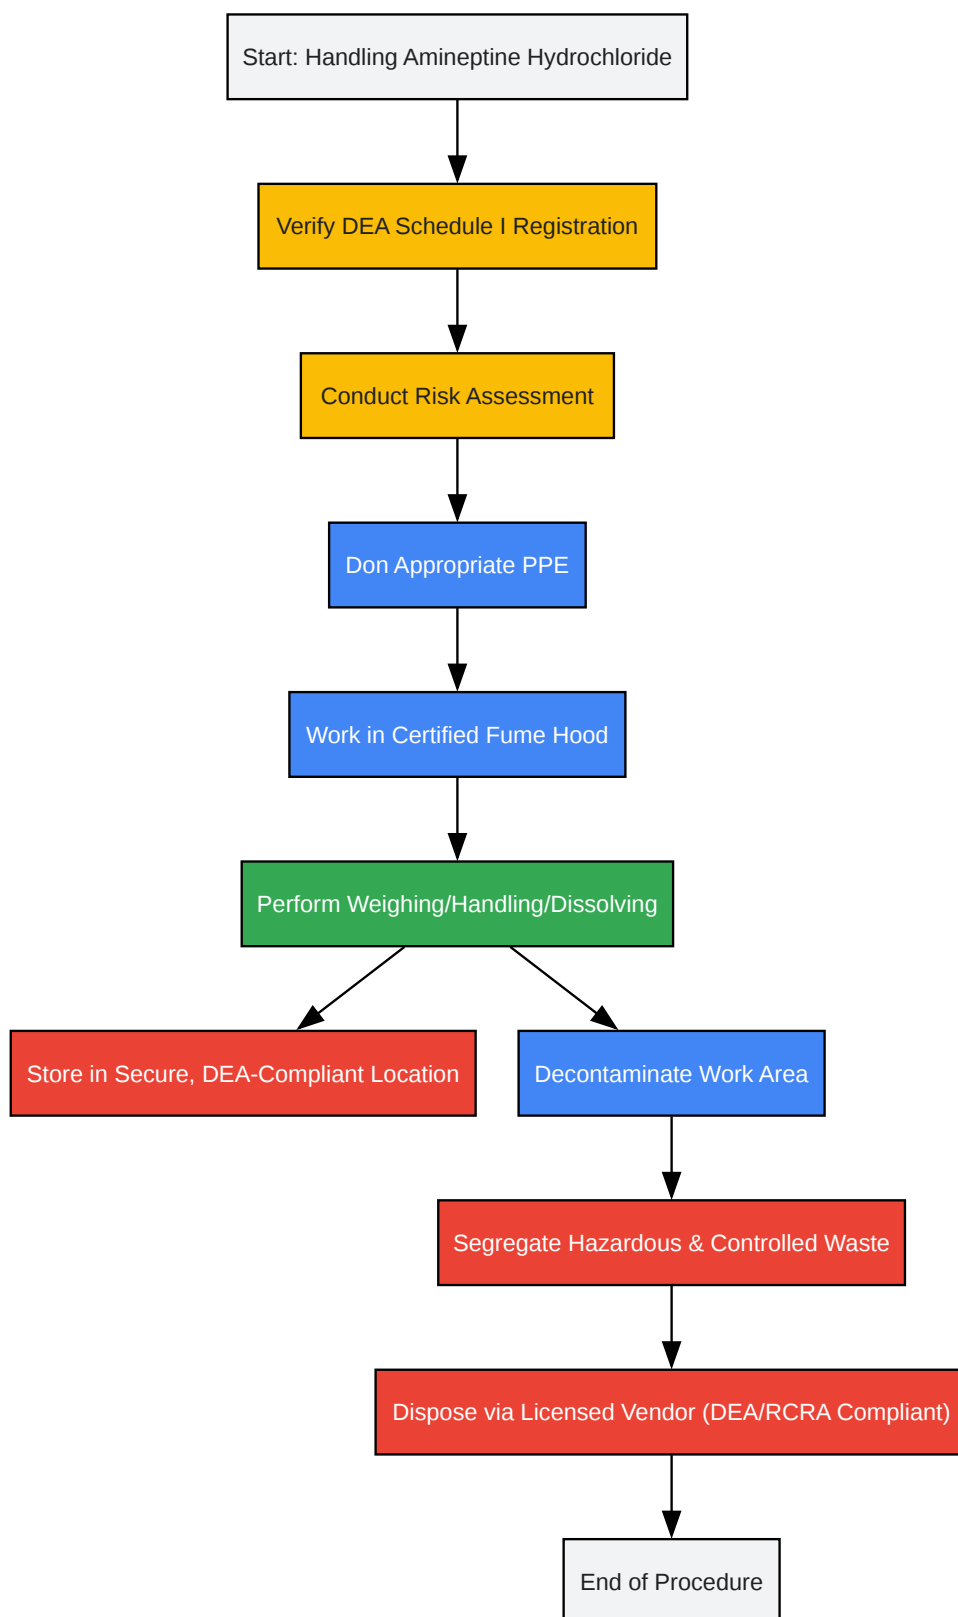 Start: Handling Amineptine Hydrochloride
Verify DEA Schedule I Registration
Conduct Risk Assessment
Don Appropriate PPE
Work in Certified Fume Hood
Perform Weighing/Handling/Dissolving
Store in Secure, DEA-Compliant Location
Decontaminate Work Area
Segregate Hazardous & Controlled Waste
Dispose via Licensed Vendor (DEA/RCRA Compliant)
End of Procedure